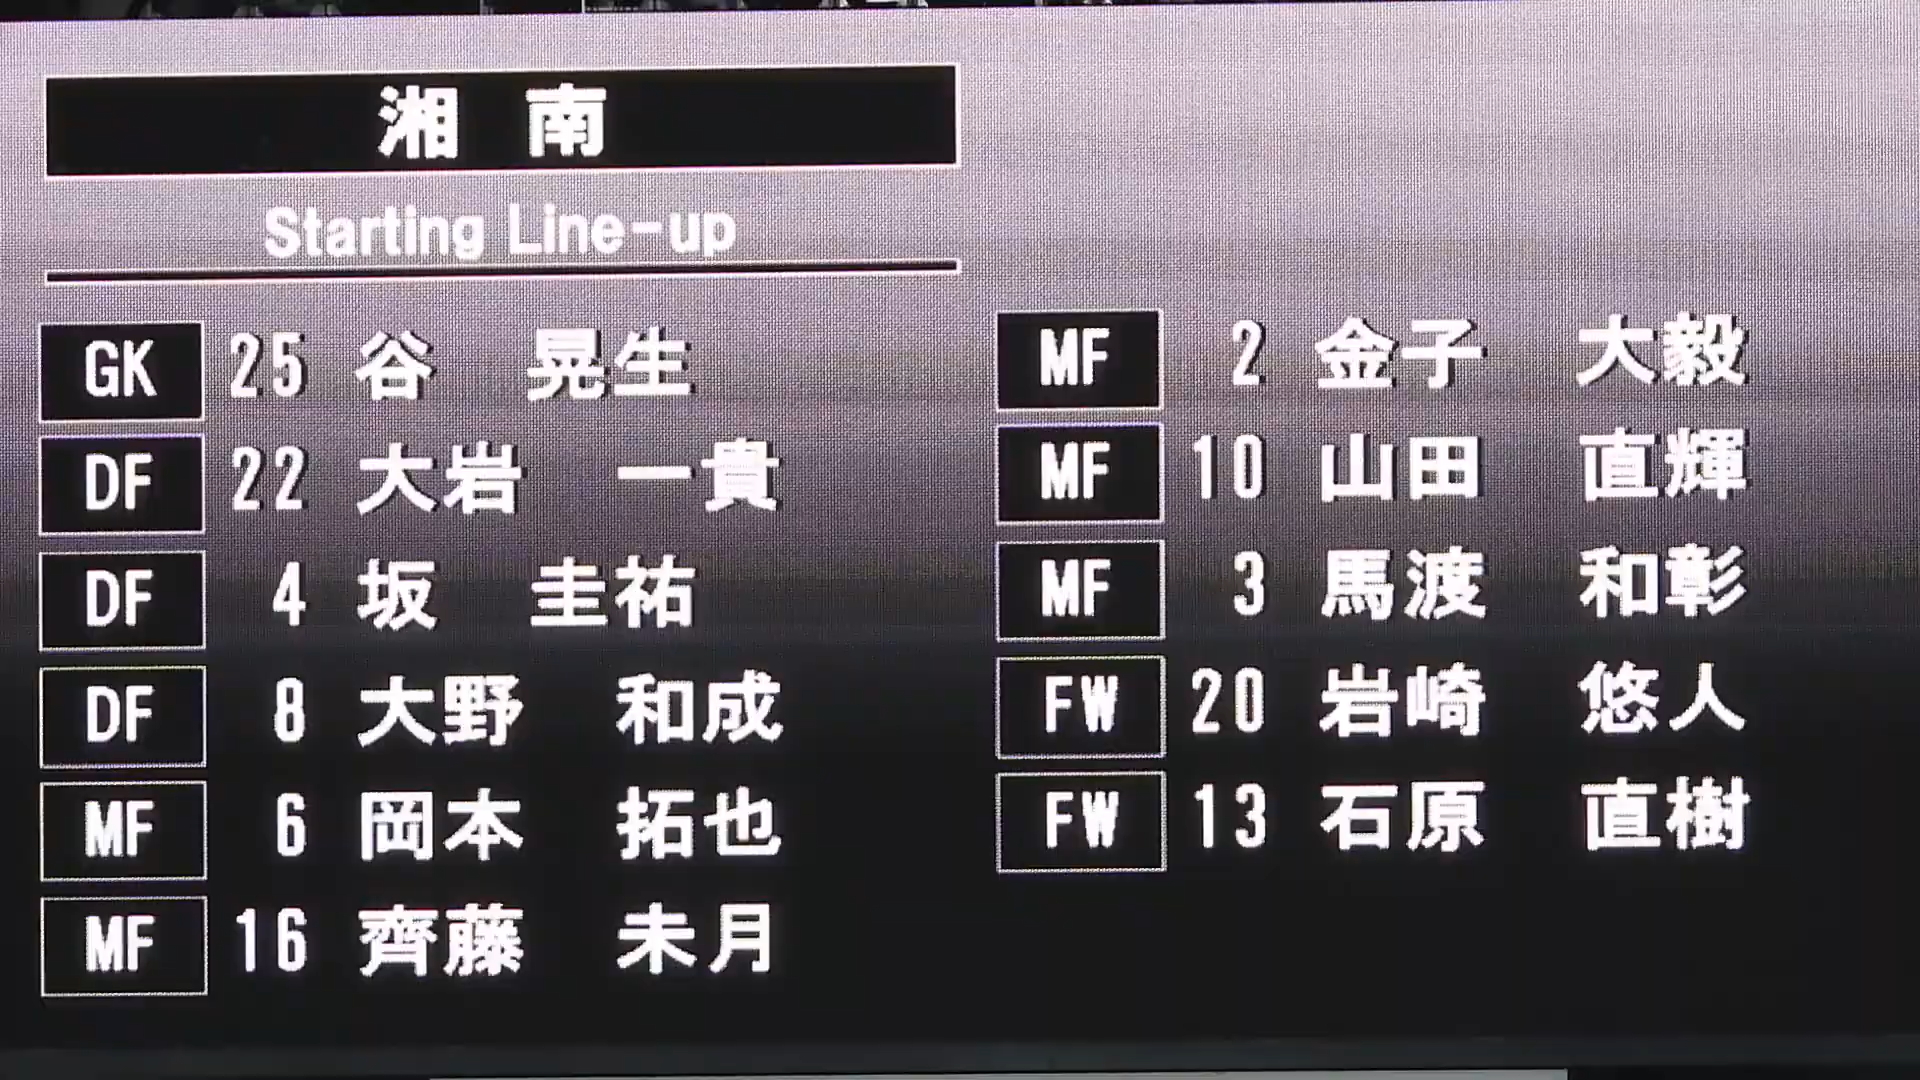 湘 南
Starting Line-up
GK 25 谷 晃生
DF 22 大岩 一貴
DF 4 坂 圭祐
DF 8 大野 和成
MF 6 岡本 拓也
MF 16 齊藤 未月
MF 2 金子 大毅
MF 10 山田 直輝
MF 3 馬渡 和彰
FW 20 岩崎 悠人
FW 13 石原 直樹